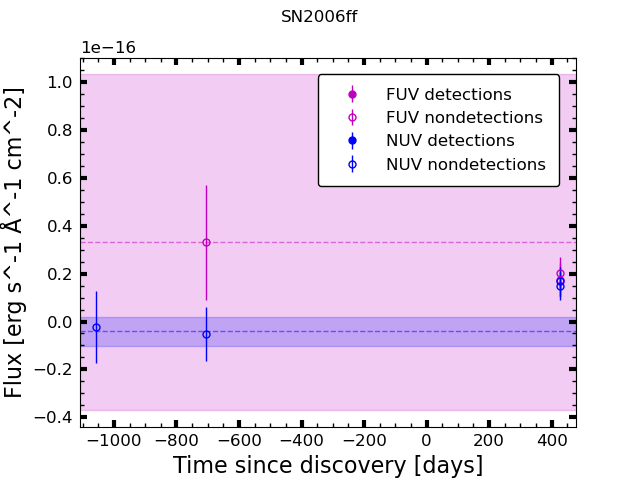 SN2006ff
1e−16
1.0
0.8
0.6
0.4
0.2
0.0
−0.2
−0.4
Flux [erg s^-1 Å^-1 cm^-2]
FUV detections
FUV nondetections
NUV detections
NUV nondetections
−1000 −800 −600 −400 −200 0 200 400
Time since discovery [days]